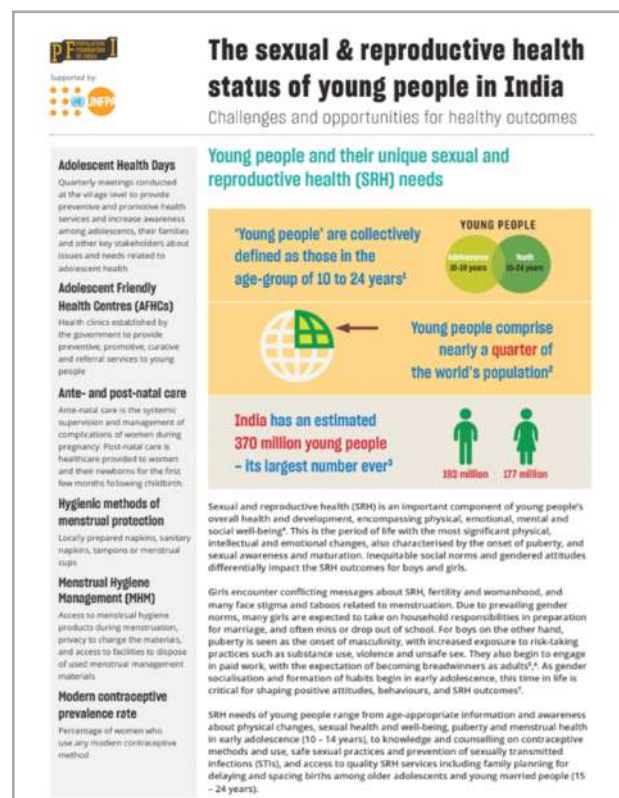 PFI
POPULATION
FOUNDATION
OF INDIA
Supported by:
UNFPA
The sexual & reproductive health
status of young people in India
Challenges and opportunities for healthy outcomes
Adolescent Health Days
Quarterly meetings conducted
at the village level to provide
preventive and promotive health
services and increase awareness
among adolescents, their families
and other key stakeholders about
issues and needs related to
adolescent health
Adolescent Friendly
Health Centres (AFHCs)
Health clinics established by
the government to provide
preventive, promotive, curative
and referral services to young
people
Ante- and post-natal care
Ante-natal care is the systemic
supervision and management of
complications of women during
pregnancy. Post-natal care is
healthcare provided to women
and their newborns for the first
few months following childbirth.
Hygienic methods of
menstrual protection
Locally prepared napkins, sanitary
napkins, tampons or menstrual
cups
Menstrual Hygiene
Management (MHM)
Access to menstrual hygiene
products during menstruation,
privacy to change the materials,
and access to facilities to dispose
of used menstrual management
materials
Modern contraceptive
prevalence rate
Percentage of women who
use any modern contraceptive
method
Young people and their unique sexual and
reproductive health (SRH) needs
'Young people' are collectively
defined as those in the
age-group of 10 to 24 years¹
YOUNG PEOPLE
Adolescence
10-19 years
Youth
15-24 years
Young people comprise
nearly a quarter of
the world's population²
India has an estimated
370 million young people
– its largest number ever³
193 million
177 million
Sexual and reproductive health (SRH) is an important component of young people's
overall health and development, encompassing physical, emotional, mental and
social well-being⁴. This is the period of life with the most significant physical,
intellectual and emotional changes, also characterised by the onset of puberty, and
sexual awareness and maturation. Inequitable social norms and gendered attitudes
differentially impact the SRH outcomes for boys and girls.
Girls encounter conflicting messages about SRH, fertility and womanhood, and
many face stigma and taboos related to menstruation. Due to prevailing gender
norms, many girls are expected to take on household responsibilities in preparation
for marriage, and often miss or drop out of school. For boys on the other hand,
puberty is seen as the onset of masculinity, with increased exposure to risk-taking
practices such as substance use, violence and unsafe sex. They also begin to engage
in paid work, with the expectation of becoming breadwinners as adults⁵,⁶. As gender
socialisation and formation of habits begin in early adolescence, this time in life is
critical for shaping positive attitudes, behaviours, and SRH outcomes⁷.
SRH needs of young people range from age-appropriate information and awareness
about physical changes, sexual health and well-being, puberty and menstrual health
in early adolescence (10 – 14 years), to knowledge and counselling on contraceptive
methods and use, safe sexual practices and prevention of sexually transmitted
infections (STIs), and access to quality SRH services including family planning for
delaying and spacing births among older adolescents and young married people (15
– 24 years).